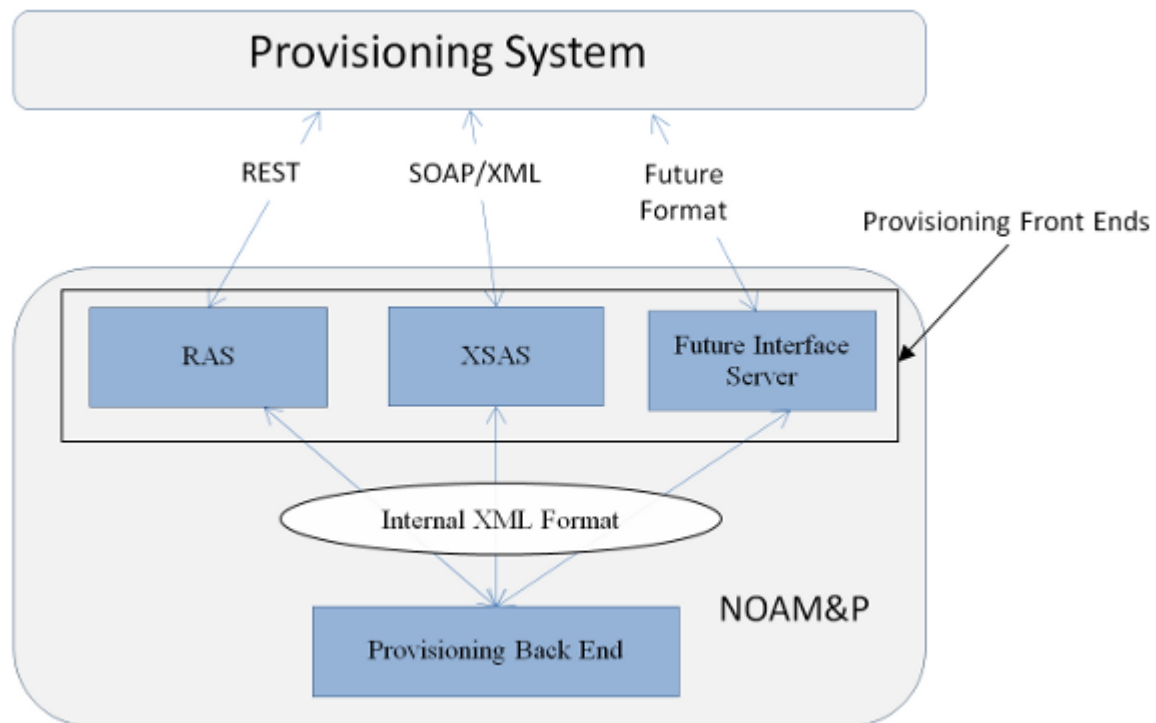 Provisioning System
REST
SOAP/XML
Future
Format
Provisioning Front Ends
RAS
XSAS
Future Interface
Server
Internal XML Format
NOAM&P
Provisioning Back End